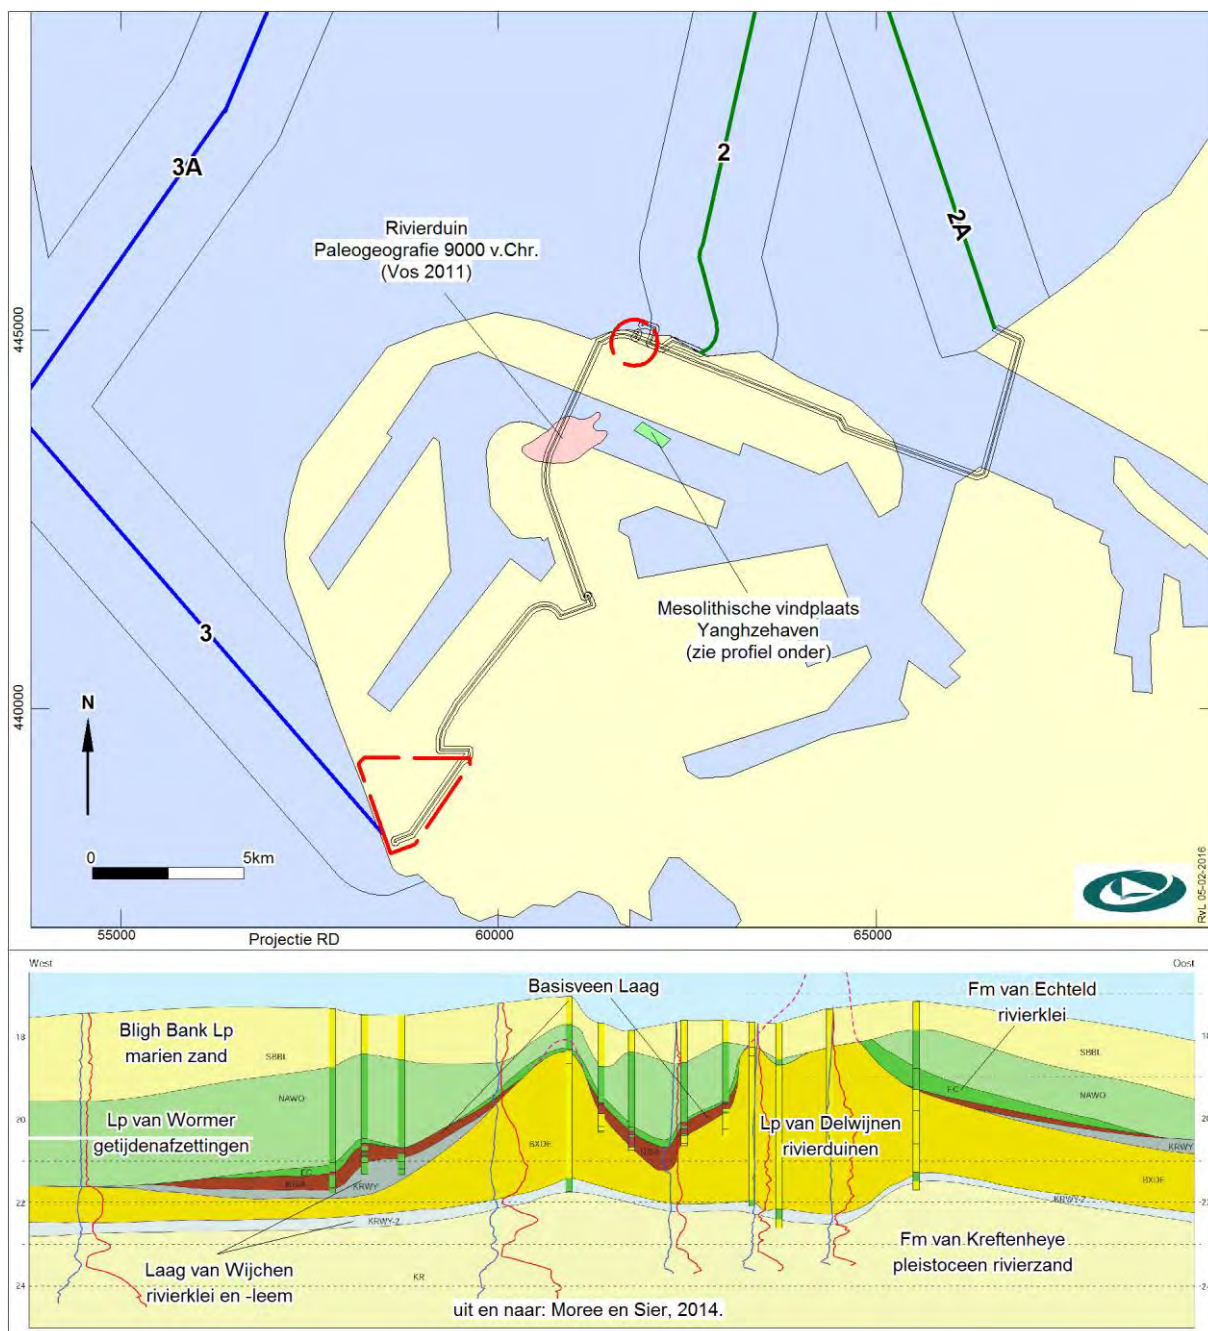 3A
2
2A
Rivierduin
Paleogeografie 9000 v.Chr.
(Vos 2011)
445000
Mesolithische vindplaats
Yanghzehaven
(zie profiel onder)
3
440000
N
0 5km
RvL 05-02-2016
55000
Projectie RD
60000
65000
West
Oost
Basisveen Laag
Fm van Echteld
rivierklei
Bligh Bank Lp
marien zand
18
SBBL
SBBL
NAWO
EC
NAWO
20
Lp van Wormer
getijdenafzettingen
Lp van Delwijnen
rivierduinen
BXDE
KRWY
EC
KRWY
BXDE
22
KRWY-Z
KRWY-Z
-22
Laag van Wijchen
rivierklei en -leem
Fm van Kreftenheye
pleistoceen rivierzand
KR
24
-24
uit en naar: Moree en Sier, 2014.